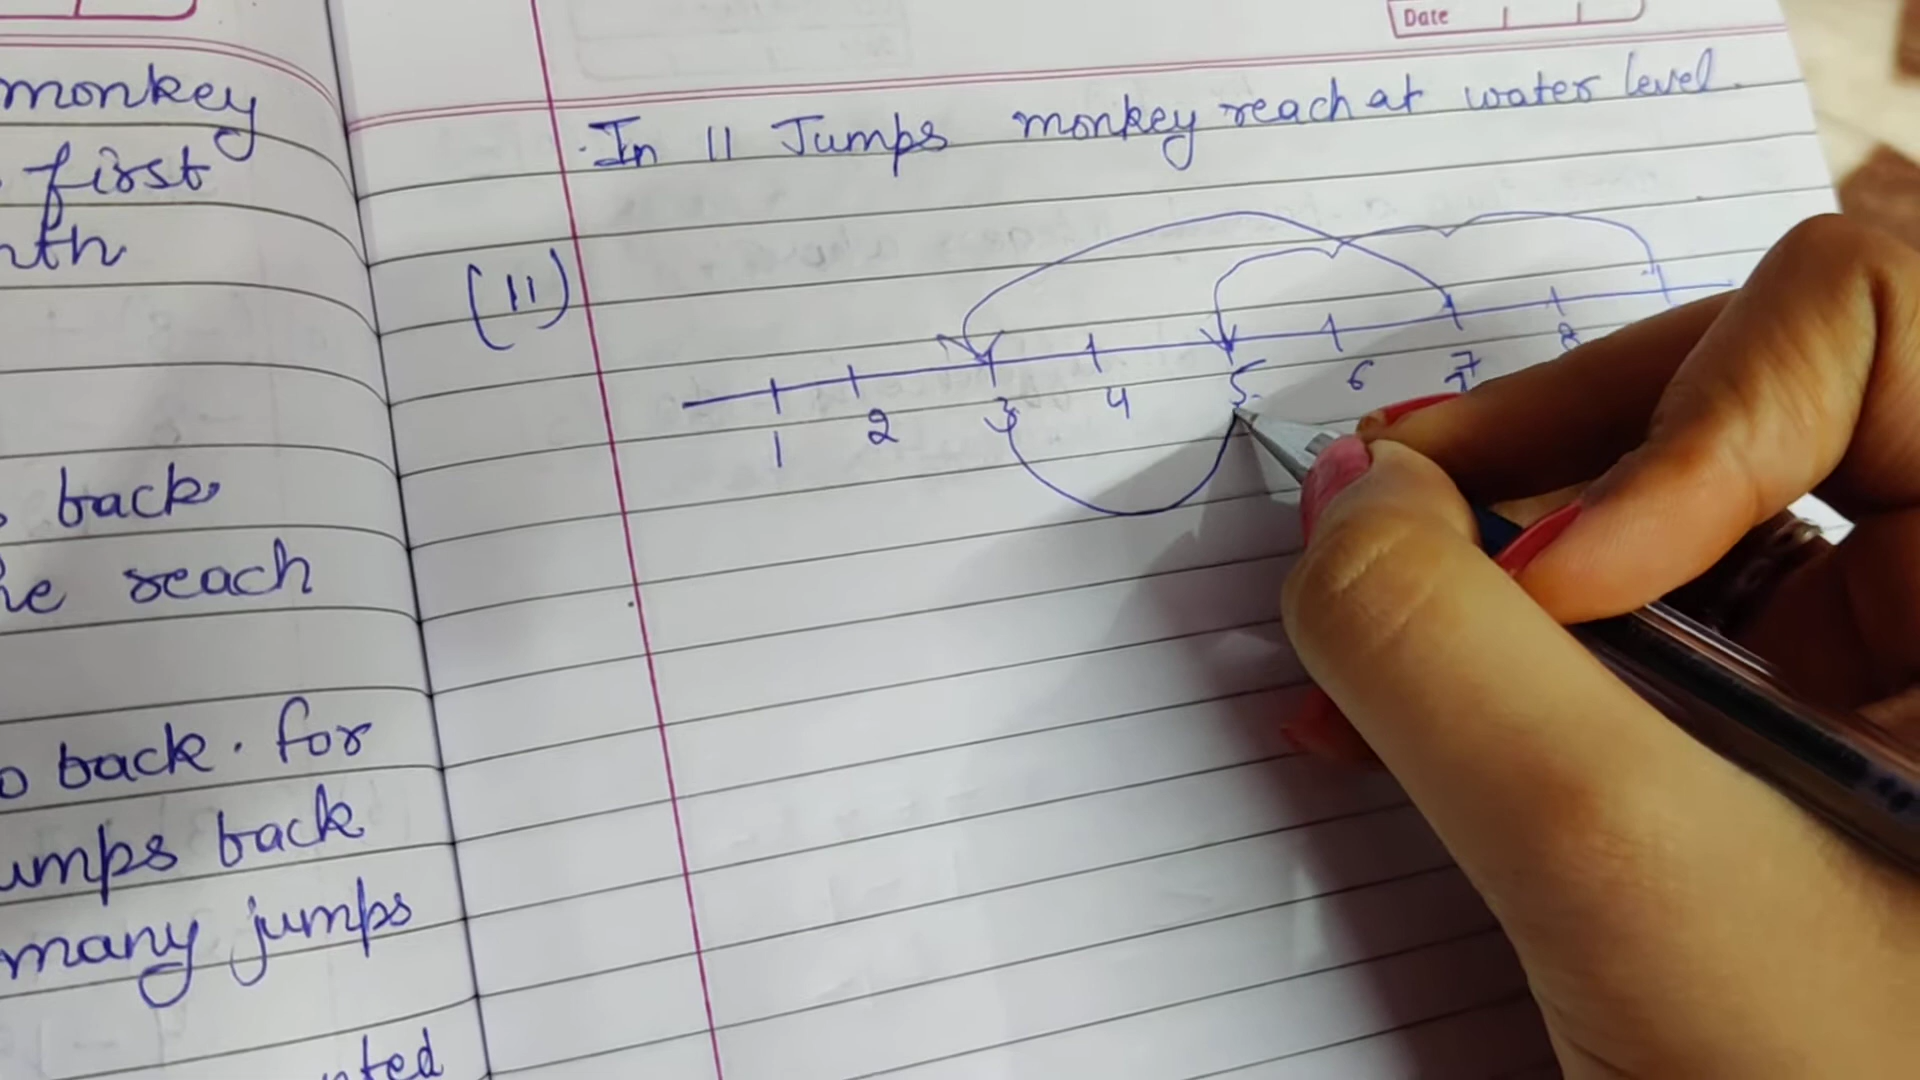 monkey
first
nth
back
he reach
o back. for
umps back
many jumps
nted
Date
In 11 Jumps monkey reach at water level.
(11)
1 2 3 4 5 6 7 8